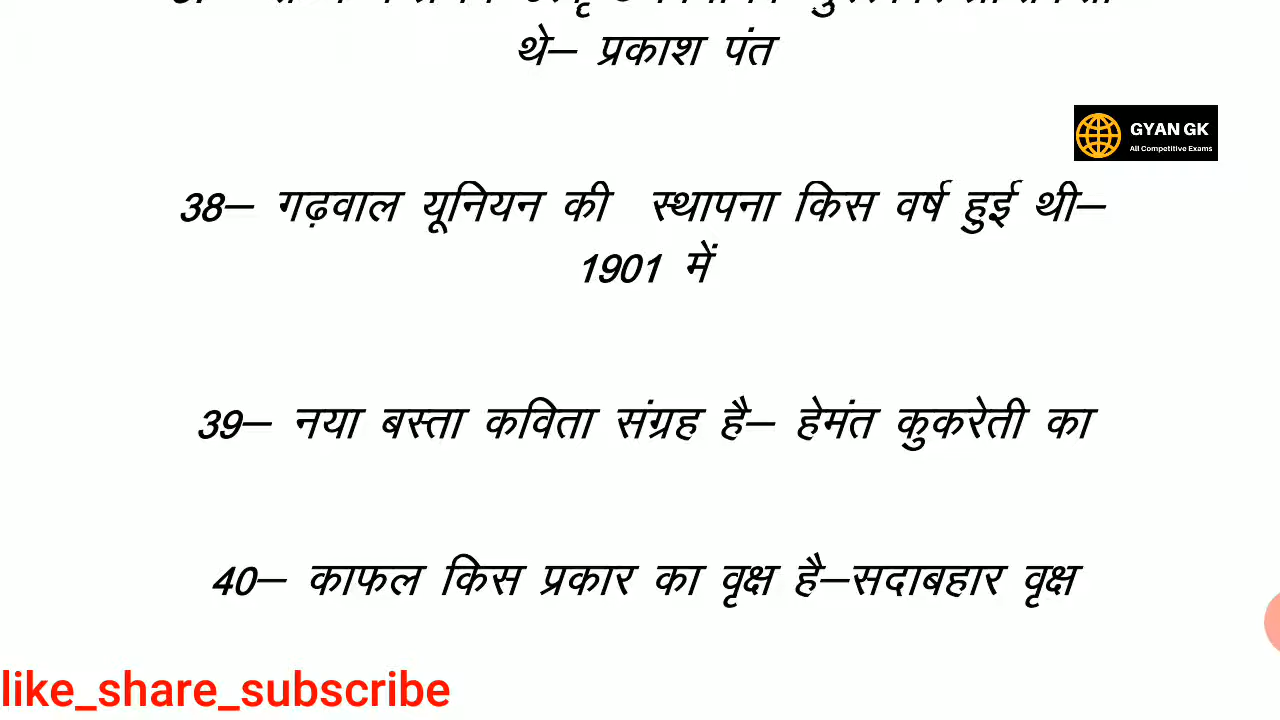 थे– प्रकाश पंत
GYAN GK
All Competitive Exams
38– गढ़वाल यूनियन की स्थापना किस वर्ष हुई थी–
1901 में
39– नया बस्ता कविता संग्रह है– हेमंत कुकरेती का
40– काफल किस प्रकार का वृक्ष है–सदाबहार वृक्ष
like_share_subscribe